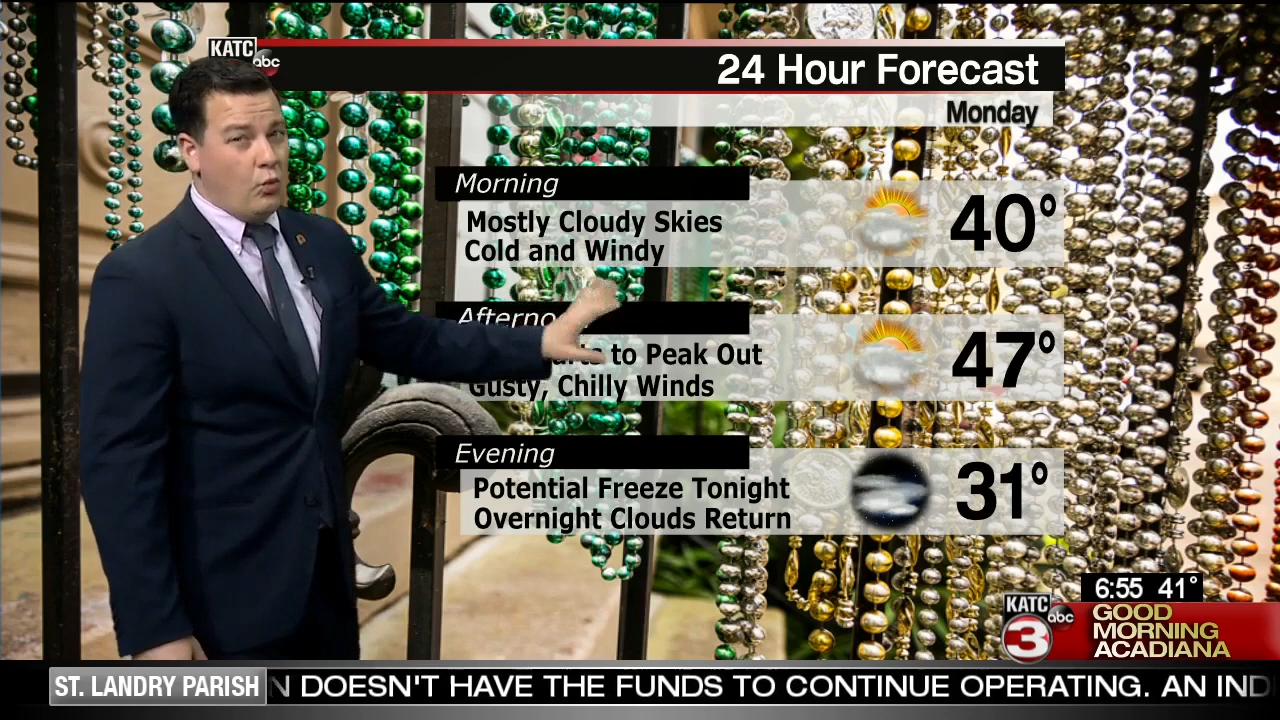 KATC
abc
24 Hour Forecast
Monday
Morning
Mostly Cloudy Skies
Cold and Windy
40°
to Peak Out
Gusty, Chilly Winds
47°
Evening
Potential Freeze Tonight
Overnight Clouds Return
31°
6:55 41°
KATC
abc
3
GOOD
MORNING
ACADIANA
ST. LANDRY PARISH
DOESN'T HAVE THE FUNDS TO CONTINUE OPERATING. AN